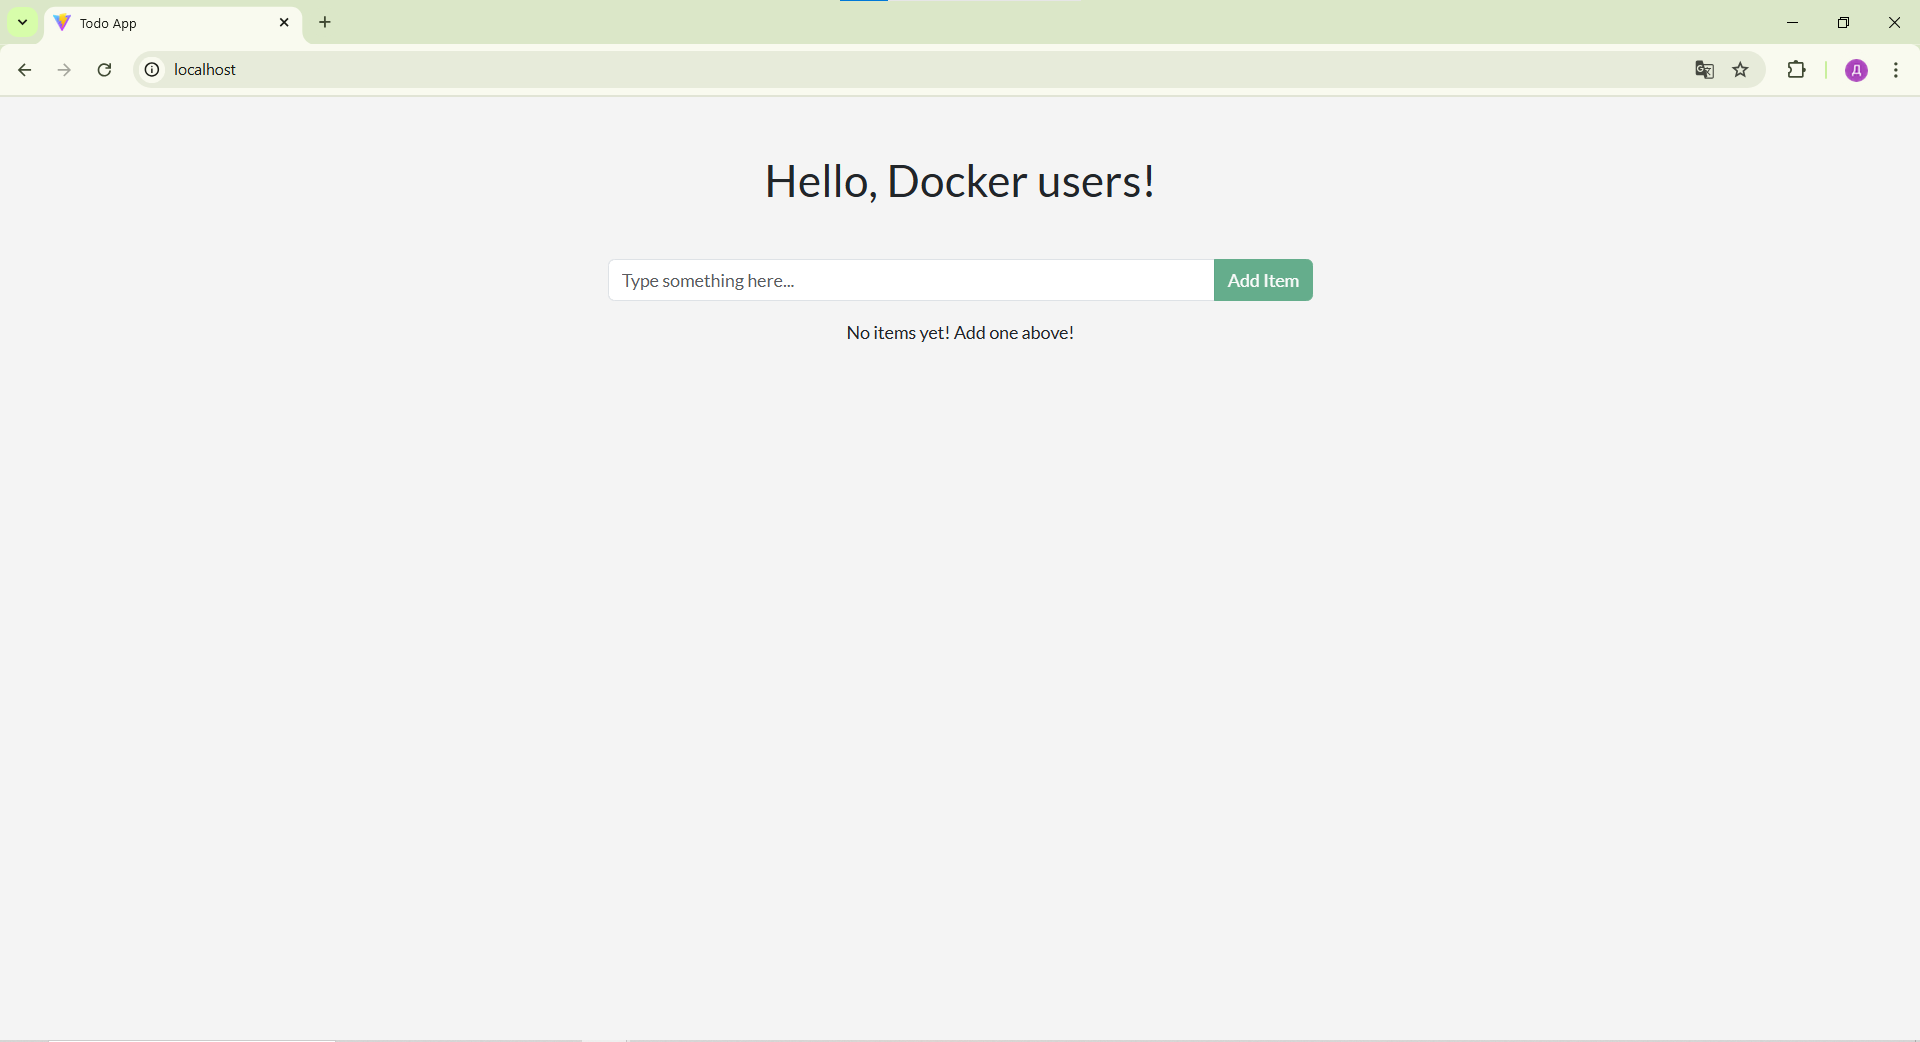 Todo App
localhost
Д
Hello, Docker users!
Type something here...
Add Item
No items yet! Add one above!